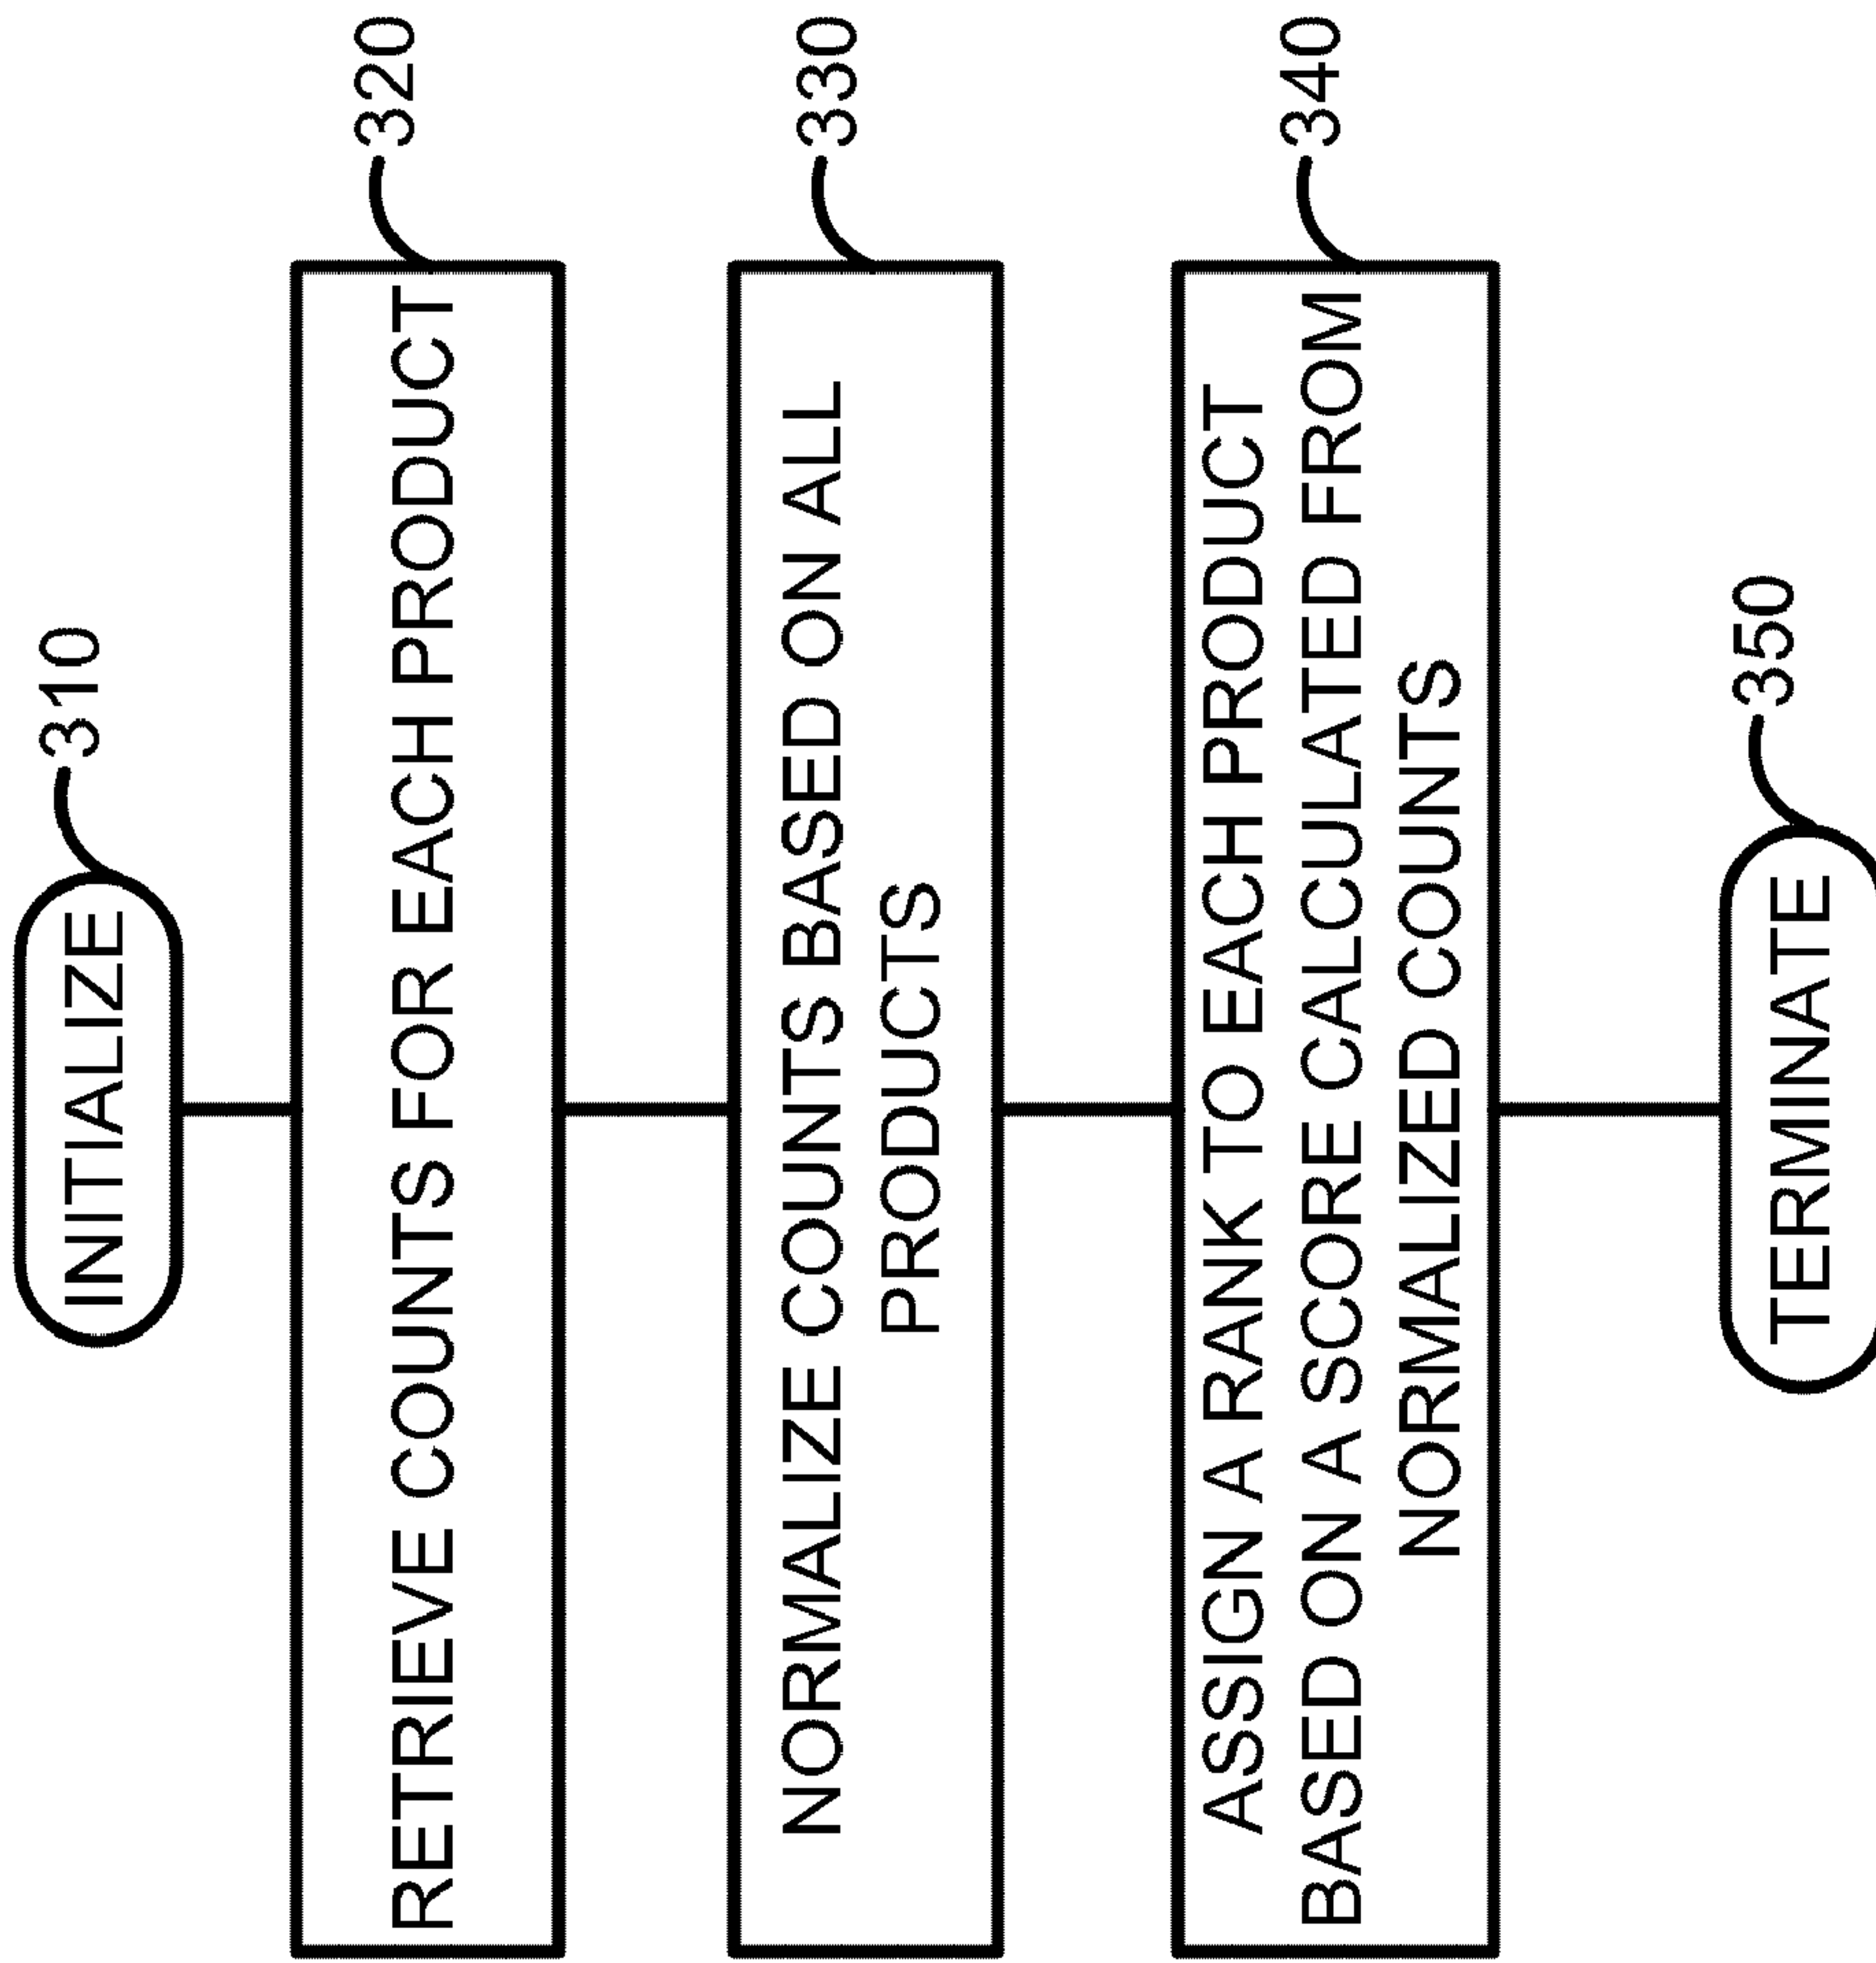 INITIALIZE
310
RETRIEVE COUNTS FOR EACH PRODUCT
320
NORMALIZE COUNTS BASED ON ALL
PRODUCTS
330
ASSIGN A RANK TO EACH PRODUCT
BASED ON A SCORE CALCULATED FROM
NORMALIZED COUNTS
340
TERMINATE
350